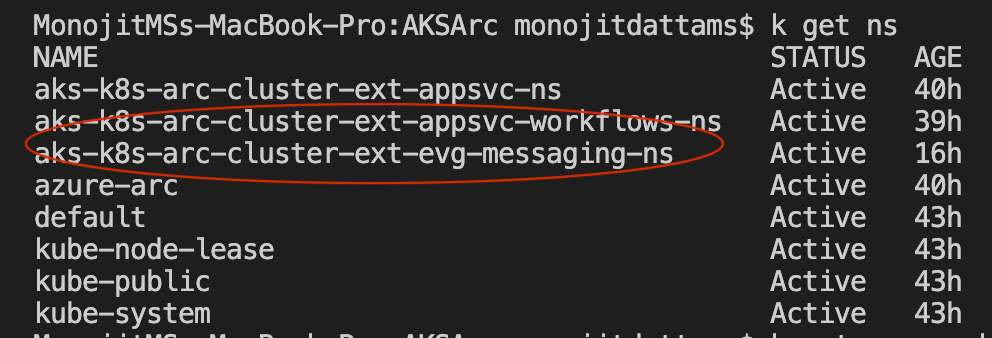 MonojitMSs-MacBook-Pro:AKSArc monojitdattams$ k get ns
NAME STATUS AGE
aks-k8s-arc-cluster-ext-appsvc-ns Active 40h
aks-k8s-arc-cluster-ext-appsvc-workflows-ns Active 39h
aks-k8s-arc-cluster-ext-evg-messaging-ns Active 16h
azure-arc Active 40h
default Active 43h
kube-node-lease Active 43h
kube-public Active 43h
kube-system Active 43h